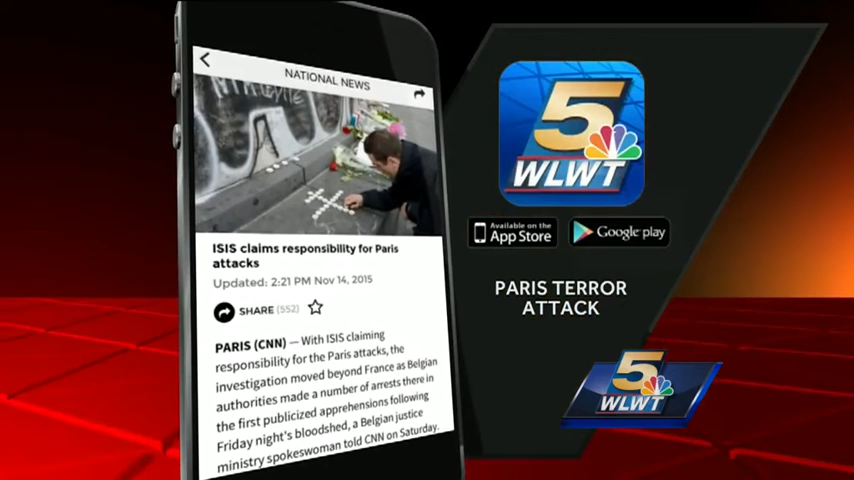 NATIONAL NEWS
ISIS claims responsibility for Paris
attacks
Updated: 2:21 PM Nov 14, 2015
SHARE (552)
PARIS (CNN) — With ISIS claiming
responsibility for the Paris attacks, the
investigation moved beyond France as Belgian
authorities made a number of arrests there in
the first publicized apprehensions following
Friday night's bloodshed, a Belgian justice
ministry spokeswoman told CNN on Saturday.
5
WLWT
Available on the
App Store
Google play
PARIS TERROR
ATTACK
5
WLWT